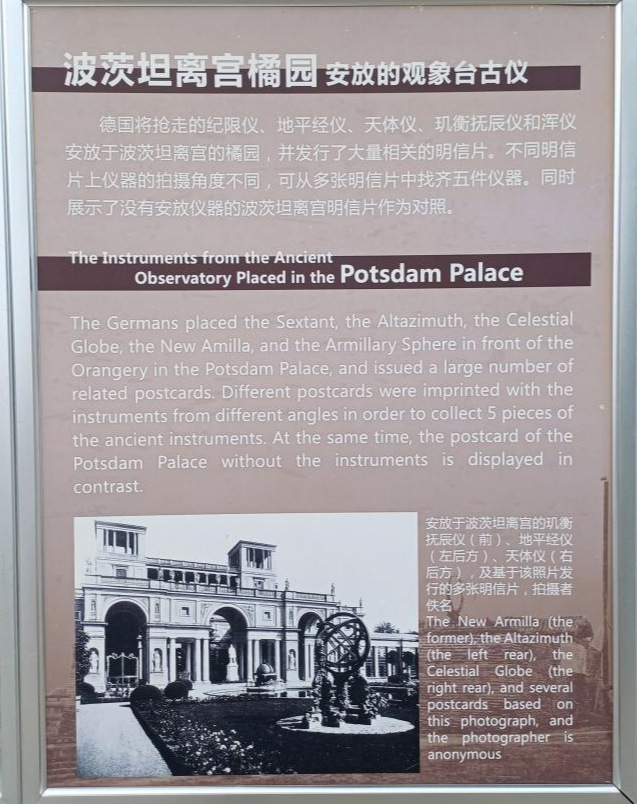 波茨坦离宫橘园 安放的观象台古仪
德国将抢走的纪限仪、地平经仪、天体仪、玑衡抚辰仪和浑仪
安放于波茨坦离宫的橘园，并发行了大量相关的明信片。不同明信
片上仪器的拍摄角度不同，可从多张明信片中找齐五件仪器。同时
展示了没有安放仪器的波茨坦离宫明信片作为对照。
The Instruments from the Ancient
Observatory Placed in the Potsdam Palace
The Germans placed the Sextant, the Altazimuth, the Celestial
Globe, the New Amilla, and the Armillary Sphere in front of the
Orangery in the Potsdam Palace, and issued a large number of
related postcards. Different postcards were imprinted with the
instruments from different angles in order to collect 5 pieces of
the ancient instruments. At the same time, the postcard of the
Potsdam Palace without the instruments is displayed in
contrast.
安放于波茨坦离宫的玑衡
抚辰仪（前）、地平经仪
（左后方）、天体仪（右
后方），及基于该照片发
行的多张明信片，拍摄者
佚名
The New Armilla (the
former), the Altazimuth
(the left rear), the
Celestial Globe (the
right rear), and several
postcards based on
this photograph, and
the photographer is
anonymous